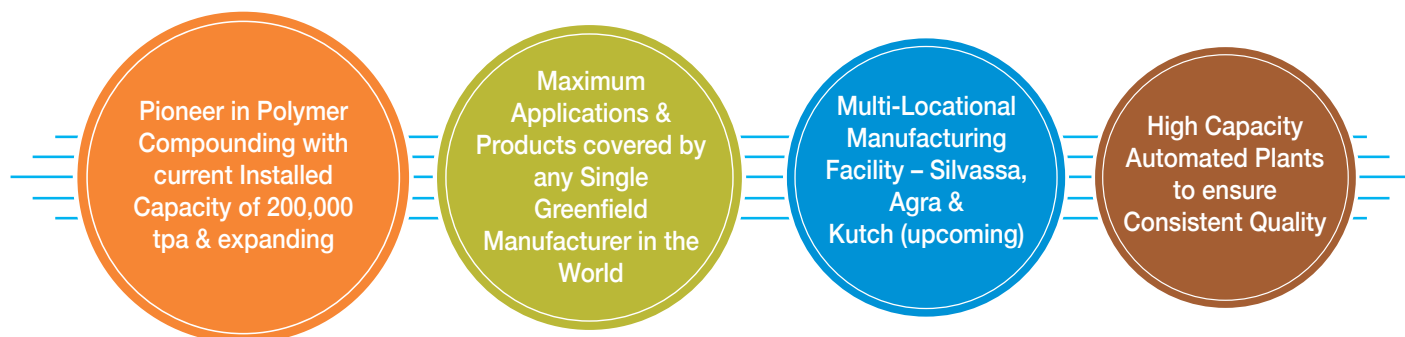 Pioneer in Polymer
Compounding with
current Installed
Capacity of 200,000
tpa & expanding
Maximum
Applications &
Products covered by
any Single
Greenfield
Manufacturer in the
World
Multi-Locational
Manufacturing
Facility – Silvassa,
Agra &
Kutch (upcoming)
High Capacity
Automated Plants
to ensure
Consistent Quality